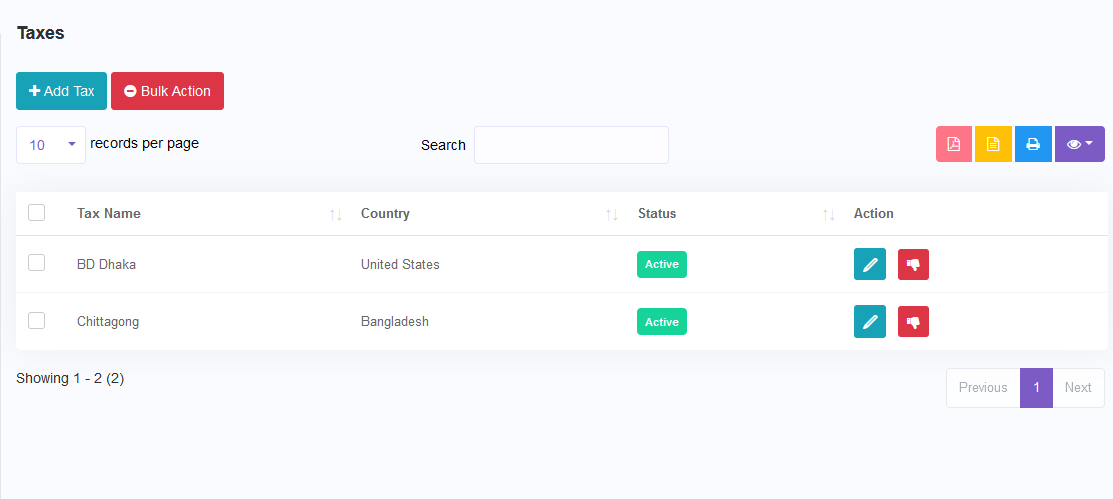 Taxes
Add Tax Bulk Action
10 records per page Search
Tax Name Country Status Action
BD Dhaka United States Active
Chittagong Bangladesh Active
Showing 1 - 2 (2) Previous 1 Next